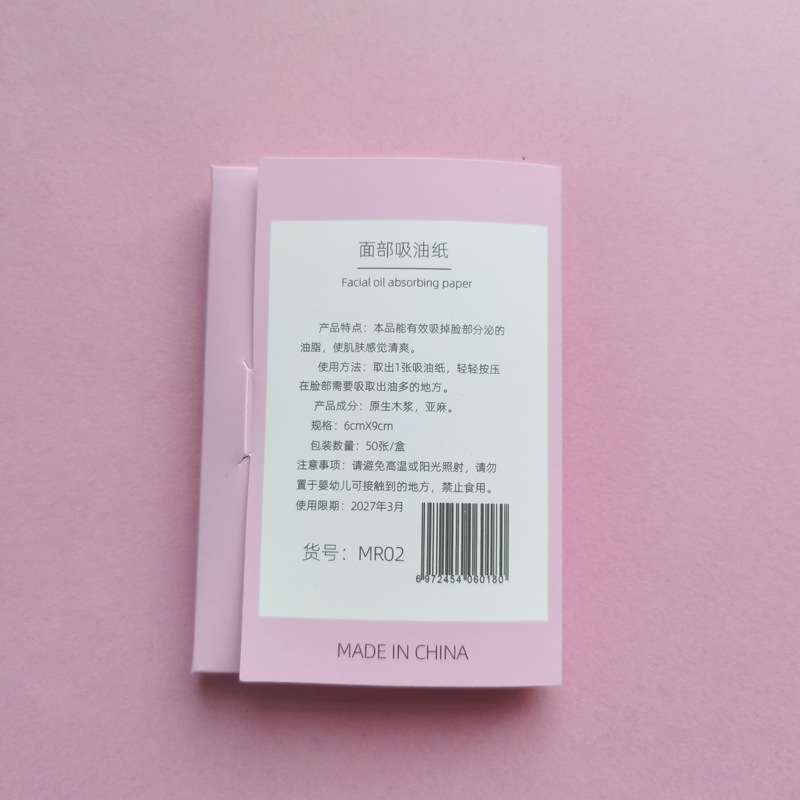 面部吸油纸
Facial oil absorbing paper
产品特点：本品能有效吸掉脸部分泌的
油脂，使肌肤感觉清爽。
使用方法：取出1张吸油纸，轻轻按压
在脸部需要吸取出油多的地方。
产品成分：原生木浆，亚麻。
规格：6cmX9cm
包装数量：50张/盒
注意事项：请避免高温或阳光照射，请勿
置于婴幼儿可接触到的地方，禁止食用。
使用限期：2027年3月
货号：MR02
6 972454 060180
MADE IN CHINA